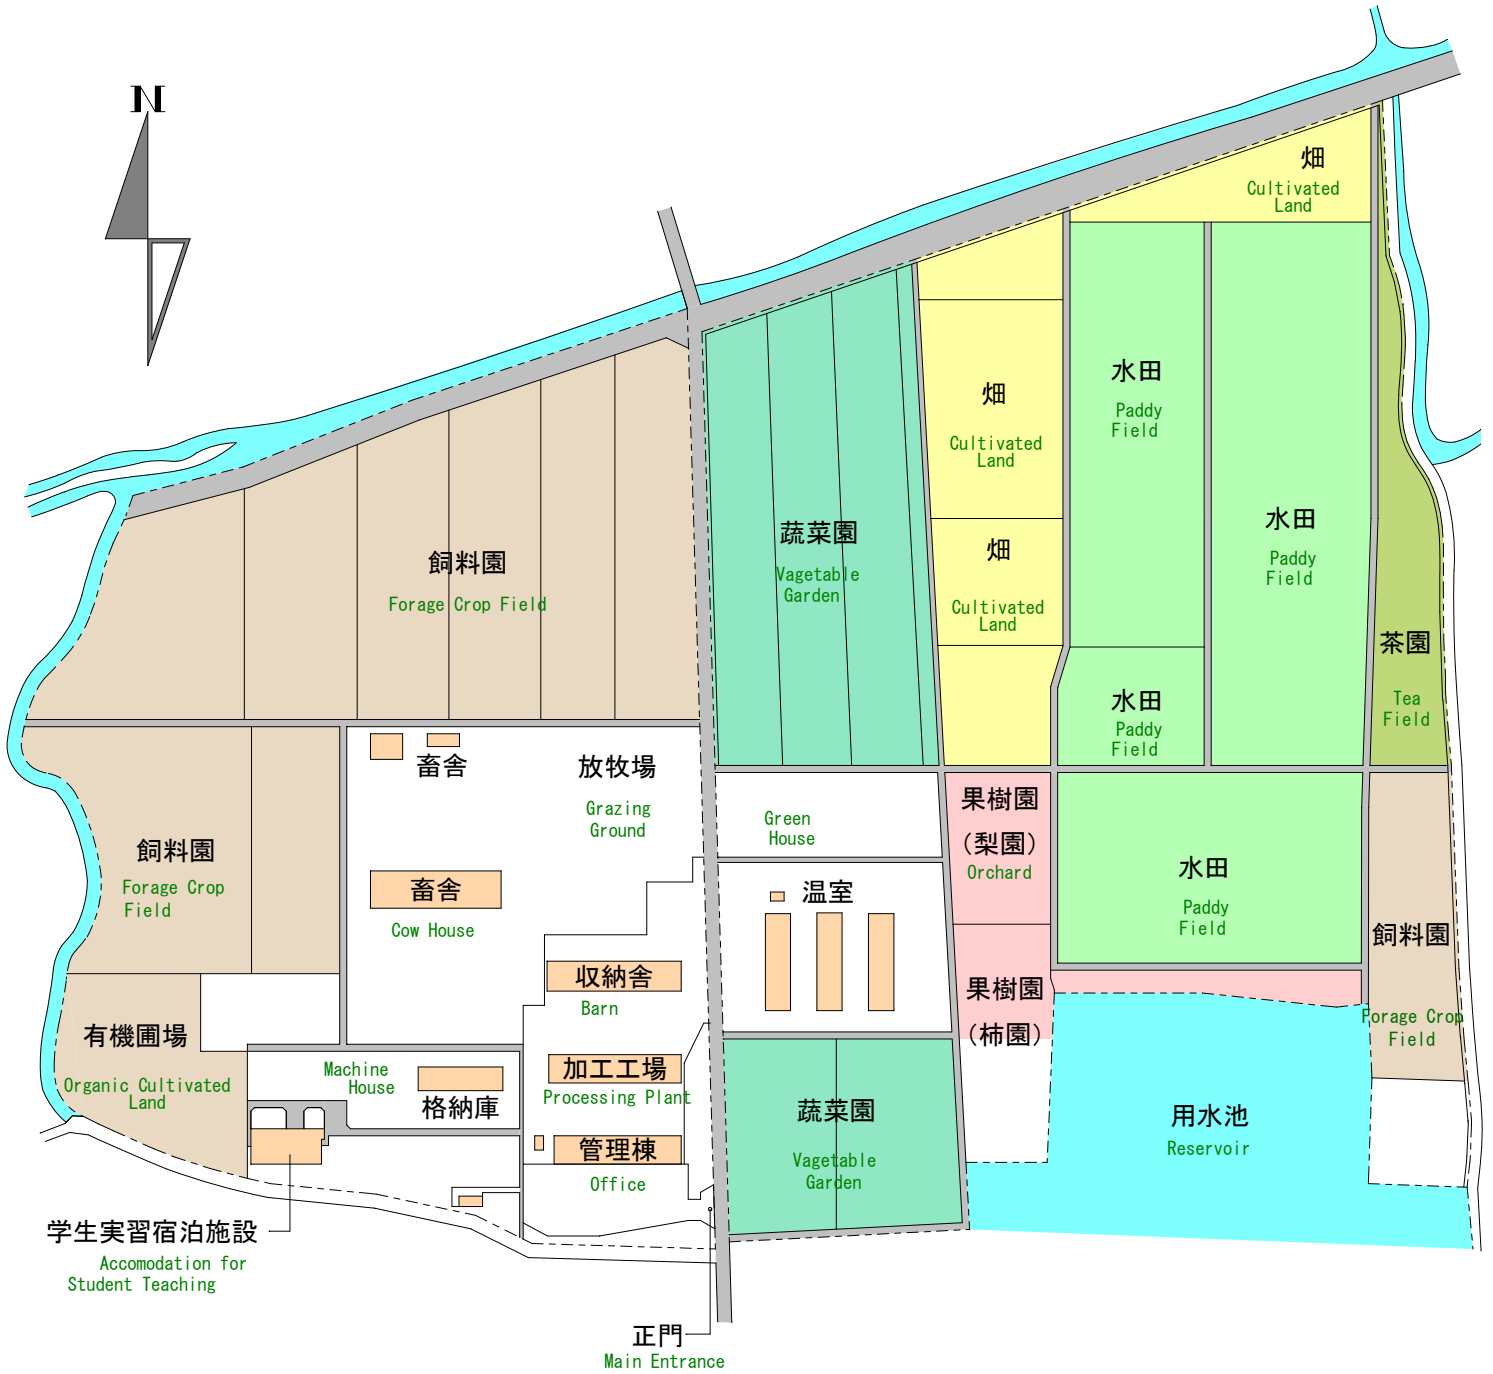 N
畑
Cultivated
Land
水田
Paddy
Field
畑
Cultivated
Land
水田
Paddy
Field
蔬菜園
Vagetable
Garden
畑
Cultivated
Land
飼料園
Forage Crop Field
茶園
Tea
Field
水田
Paddy
Field
畜舎
放牧場
Grazing
Ground
Green
House
果樹園
(梨園)
Orchard
飼料園
Forage Crop
Field
畜舎
Cow House
温室
水田
Paddy
Field
飼料園
Forage Crop
Field
収納舎
Barn
果樹園
(柿園)
有機圃場
Organic Cultivated
Land
Machine
House
格納庫
加工工場
Processing Plant
蔬菜園
Vagetable
Garden
用水池
Reservoir
管理棟
Office
学生実習宿泊施設
Accomodation for
Student Teaching
正門
Main Entrance